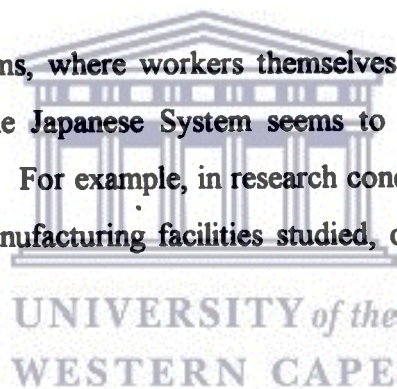 ns, where workers themselves
e Japanese System seems to
For example, in research cond
nufacturing facilities studied, c
UNIVERSITY of the
WESTERN CAPE